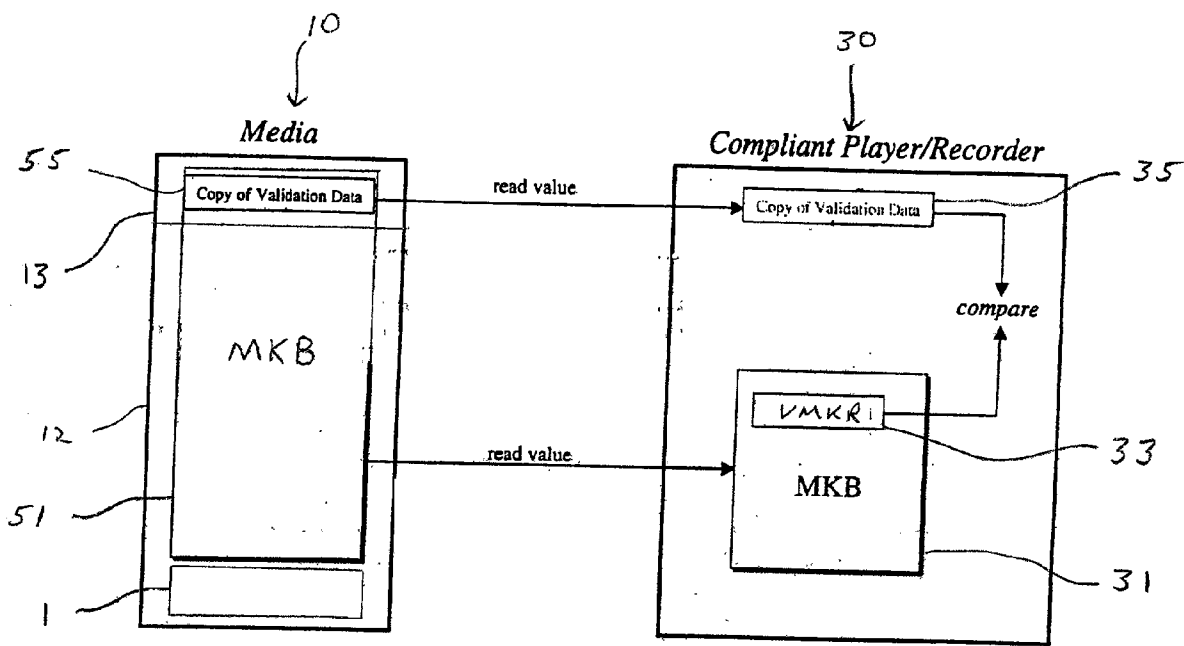 10
30
Media
Compliant Player/Recorder
55
Copy of Validation Data
read value
Copy of Validation Data
35
13
compare
MKB
VMKR
12
33
read value
MKB
51
31
1